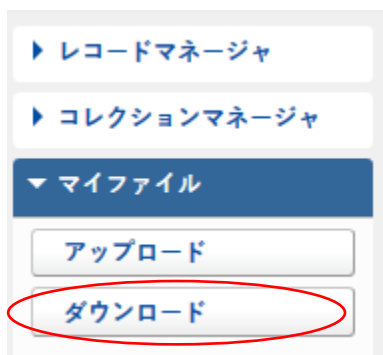 レコードマネージャ
コレクションマネージャ
マイファイル
アップロード
ダウンロード